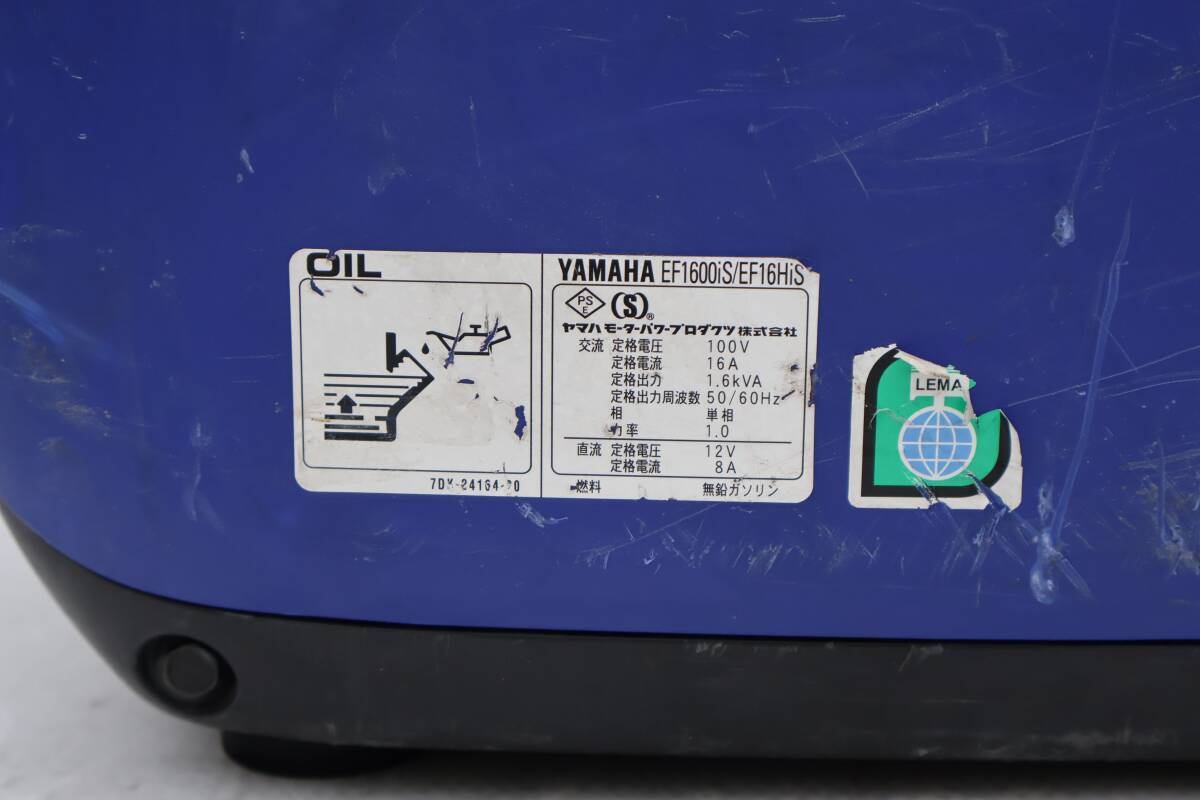 OIL
YAMAHA EF1600iS/EF16HiS
PS
E
(S)®
ヤマハモーターパワープロダクツ株式会社
交流 定格電圧 100V
定格電流 16A
定格出力 1.6kVA
定格出力周波数 50/60Hz
相 単相
力率 1.0
直流 定格電圧 12V
定格電流 8A
燃料 無鉛ガソリン
LEMA